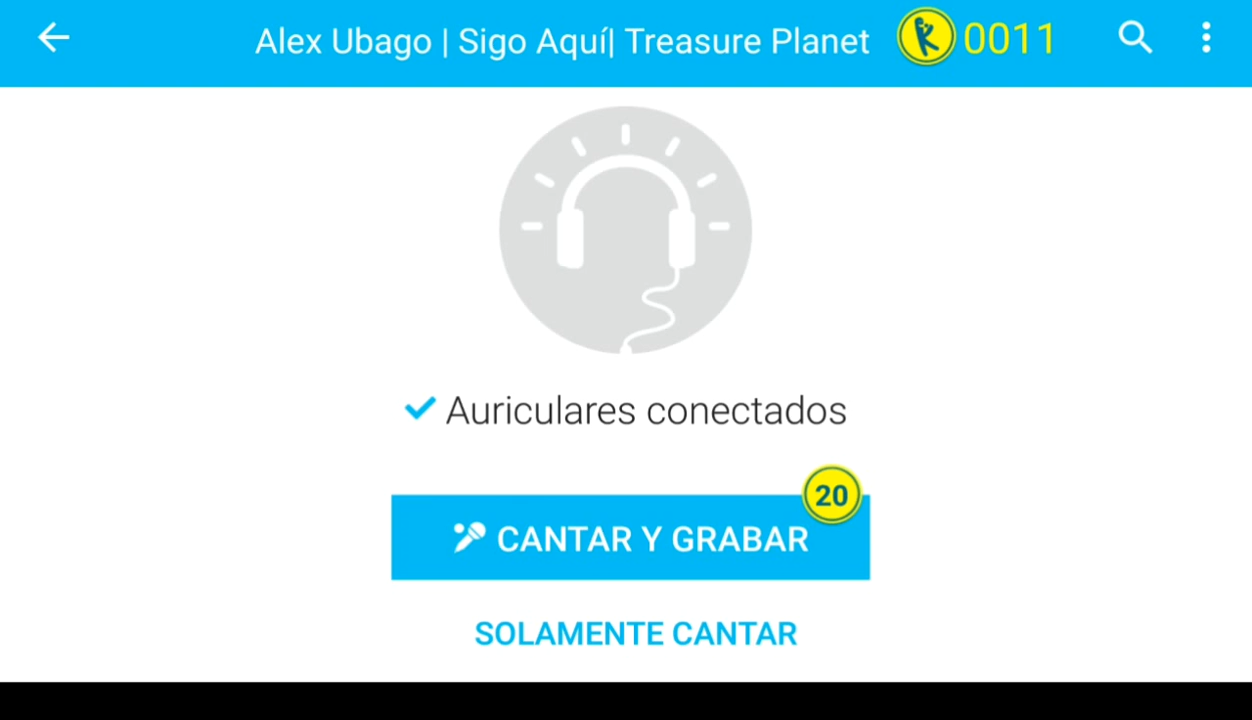 Alex Ubago | Sigo Aquí| Treasure Planet 0011
Auriculares conectados
20
CANTAR Y GRABAR
SOLAMENTE CANTAR